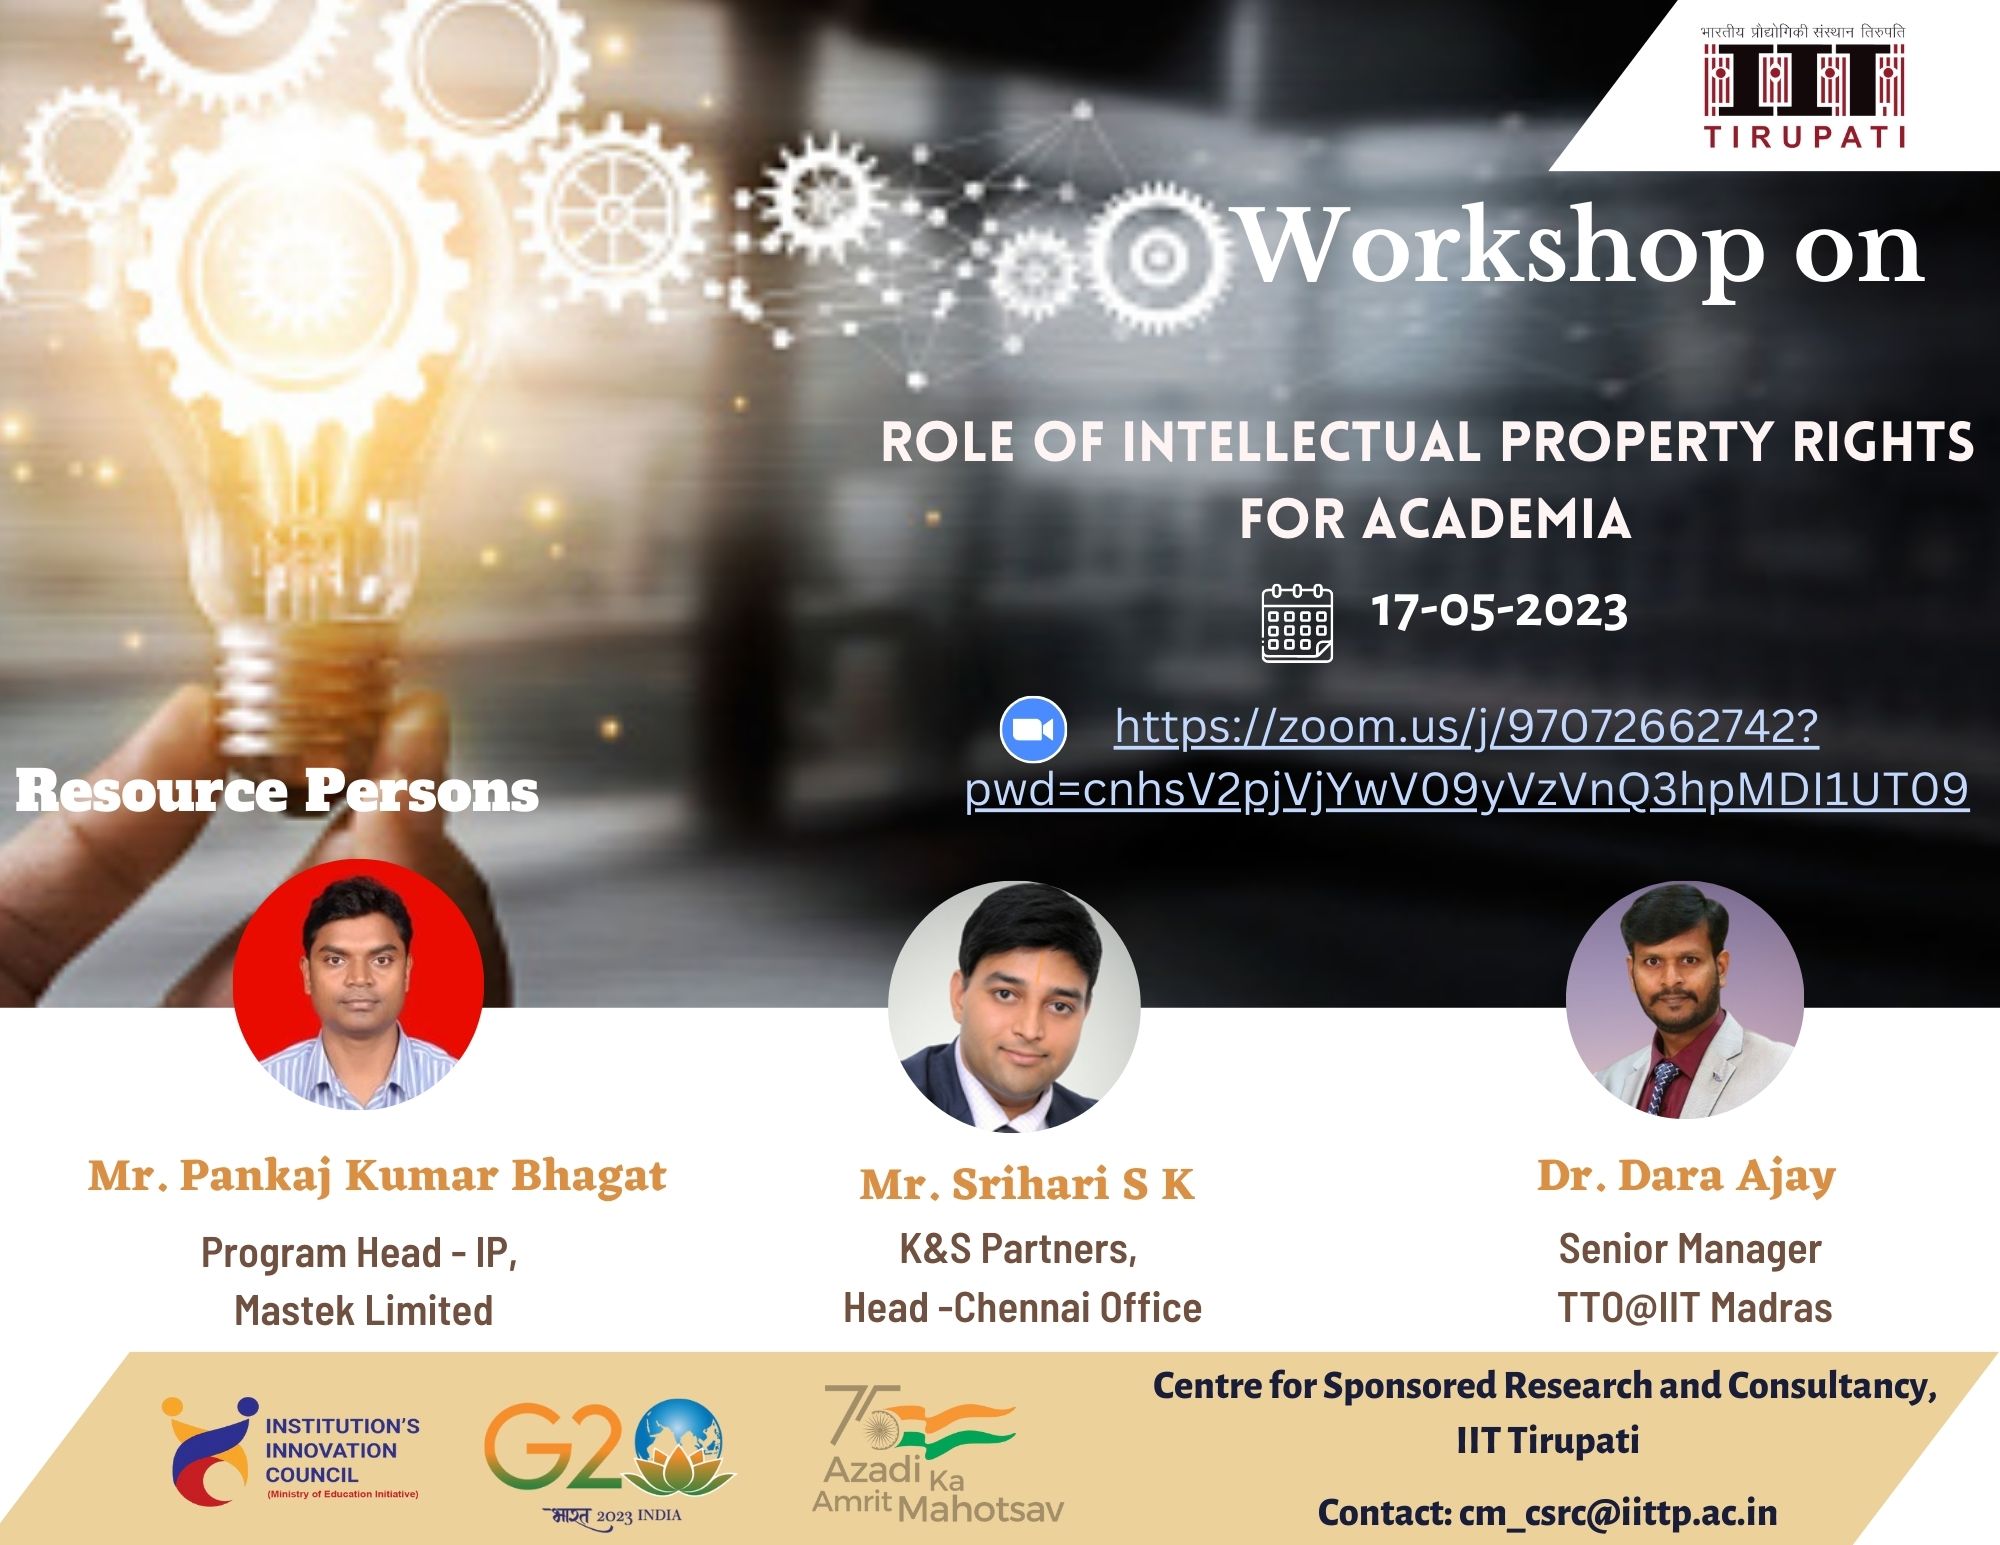 भारतीय प्रौद्योगिकी संस्थान तिरुपति
IIT
TIRUPATI
Workshop on
ROLE OF INTELLECTUAL PROPERTY RIGHTS
FOR ACADEMIA
17-05-2023
https://zoom.us/j/97072662742?
pwd=cnhsV2pjVjYwV09yVzVnQ3hpMDI1UT09
Resource Persons
Mr. Pankaj Kumar Bhagat
Program Head - IP,
Mastek Limited
Mr. Srihari S K
K&S Partners,
Head -Chennai Office
Dr. Dara Ajay
Senior Manager
TTO@IIT Madras
INSTITUTION'S
INNOVATION
COUNCIL
(Ministry of Education Initiative)
G20
भारत 2023 INDIA
75
Azadi Ka
Amrit Mahotsav
Centre for Sponsored Research and Consultancy,
IIT Tirupati
Contact: cm_csrc@iittp.ac.in